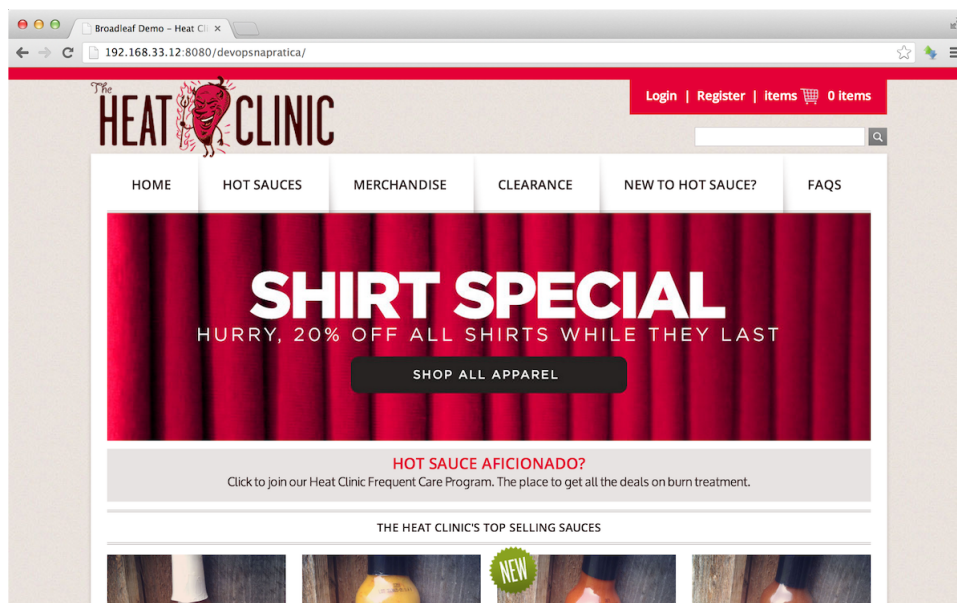 Broadleaf Demo – Heat Cli
192.168.33.12:8080/devopsnapratica/
The
HEAT CLINIC
Login | Register | items 0 items
HOME HOT SAUCES MERCHANDISE CLEARANCE NEW TO HOT SAUCE? FAQS
SHIRT SPECIAL
HURRY, 20% OFF ALL SHIRTS WHILE THEY LAST
SHOP ALL APPAREL
HOT SAUCE AFICIONADO?
Click to join our Heat Clinic Frequent Care Program. The place to get all the deals on burn treatment.
THE HEAT CLINIC'S TOP SELLING SAUCES
NEW